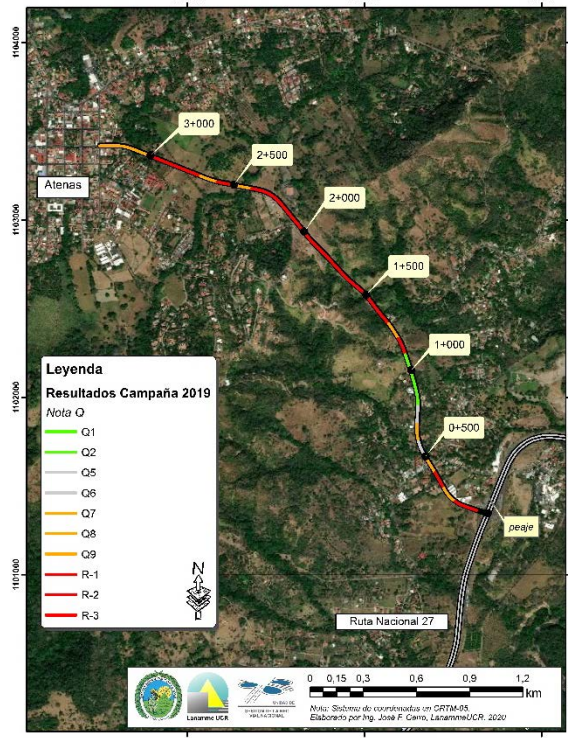 1104000
1103000
1102000
1101000
3+000
2+500
2+000
1+500
1+000
0+500
Atenas
peaje
Ruta Nacional 27
Leyenda
Resultados Campaña 2019
Nota Q
Q1
Q2
Q5
Q6
Q7
Q8
Q9
R-1
R-2
R-3
N
Lanamme UCR
0 0,15 0,3 0,6 0,9 1,2
km
Nota: Sistema de coordenadas en CRTM-05.
Elaborado por Ing. José F. Garro, LanammeUCR. 2020